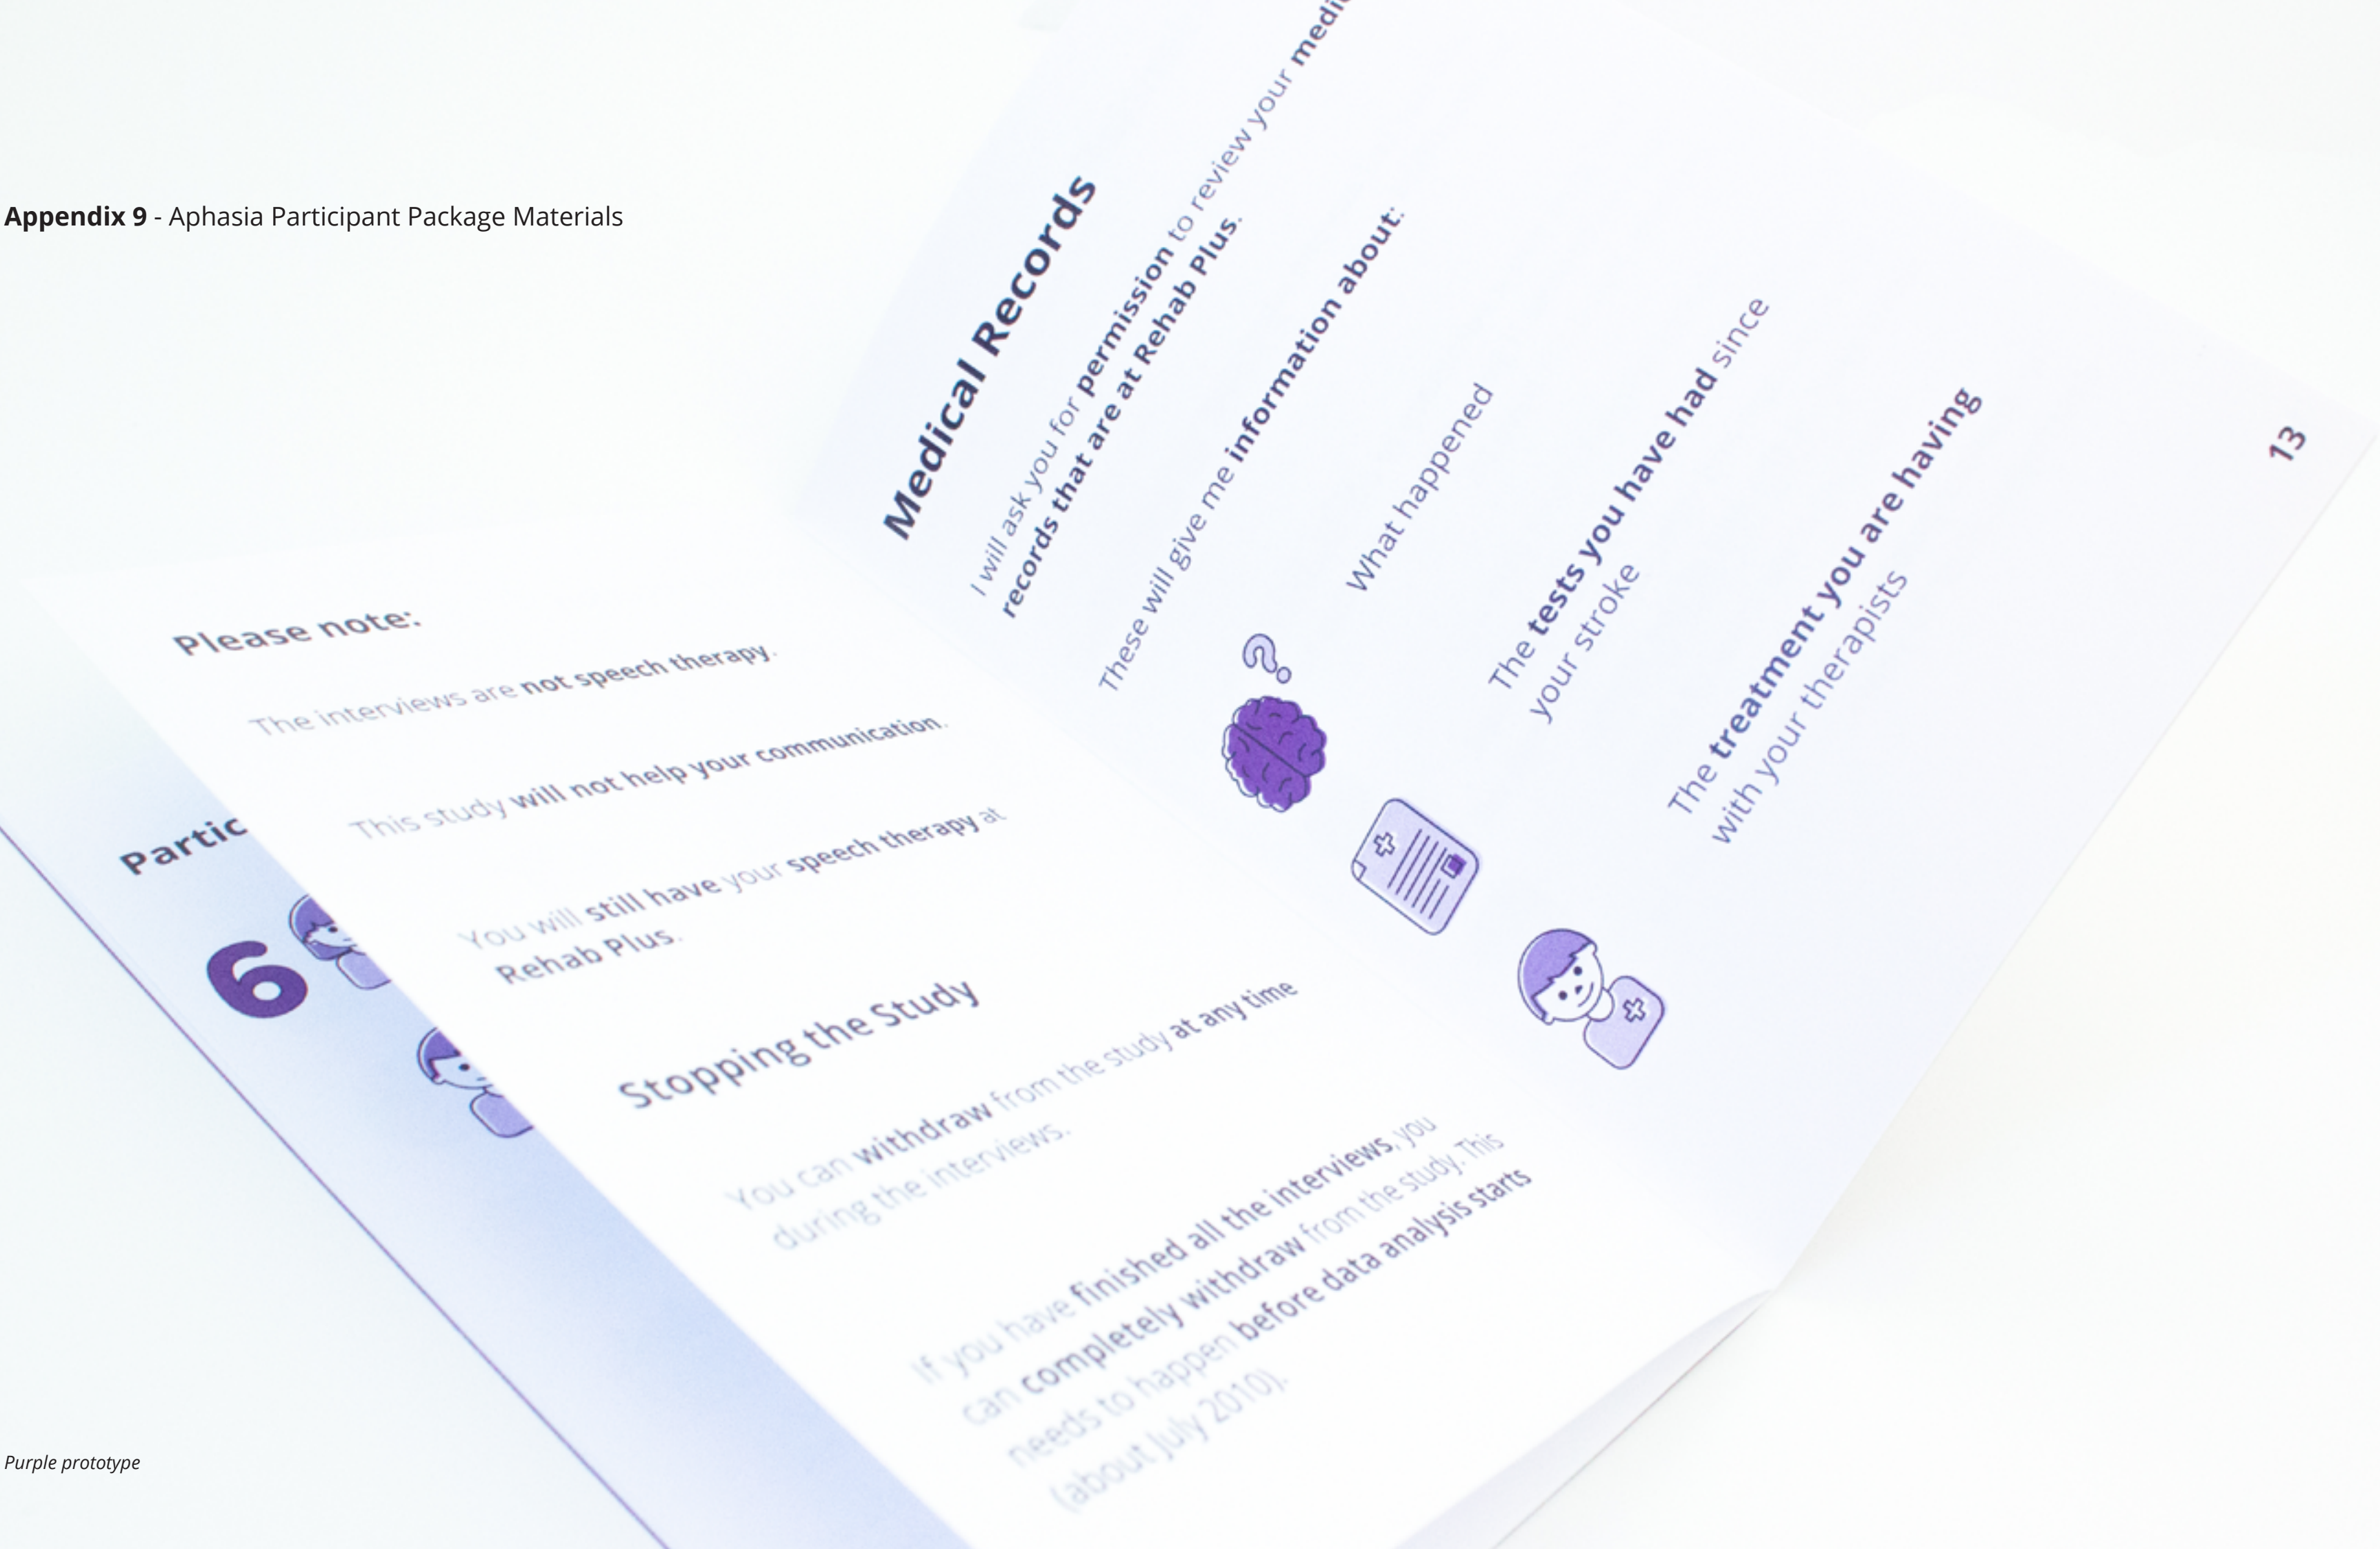 Appendix 9 - Aphasia Participant Package Materials
Partic
6
Please note:
The interviews are not speech therapy.
This study will not help your communication.
You will still have your speech therapy at
Rehab Plus.
Stopping the Study
You can withdraw from the study at any time
during the interviews.
If you have finished all the interviews, you
can completely withdraw from the study. This
needs to happen before data analysis starts
(about July 2010).
Medical Records
I will ask you for permission to review your medic
records that are at Rehab Plus.
These will give me information about:
?
What happened
The tests you have had since
your stroke
The treatment you are having
with your therapists
13
Purple prototype